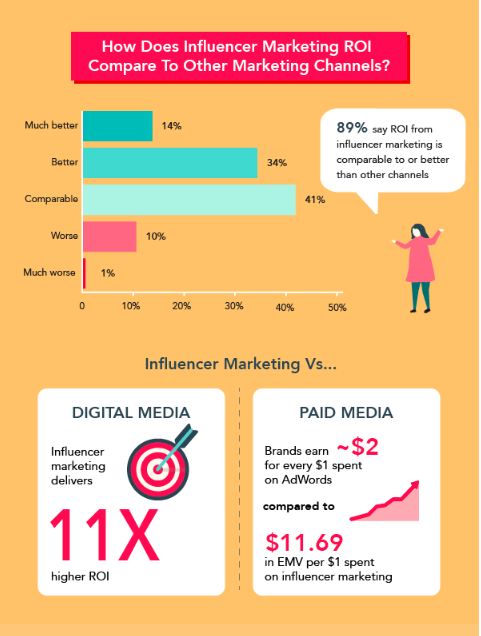 How Does Influencer Marketing ROI
Compare To Other Marketing Channels?
Much better
14%
Better
34%
Comparable
41%
Worse
10%
Much worse
1%
0
10%
20%
30%
40%
50%
89% say ROI from
influencer marketing is
comparable to or better
than other channels
Influencer Marketing Vs...
DIGITAL MEDIA
Influencer
marketing
delivers
11X
higher ROI
PAID MEDIA
Brands earn ~$2
for every $1 spent
on AdWords
compared to
$11.69
in EMV per $1 spent
on influencer marketing